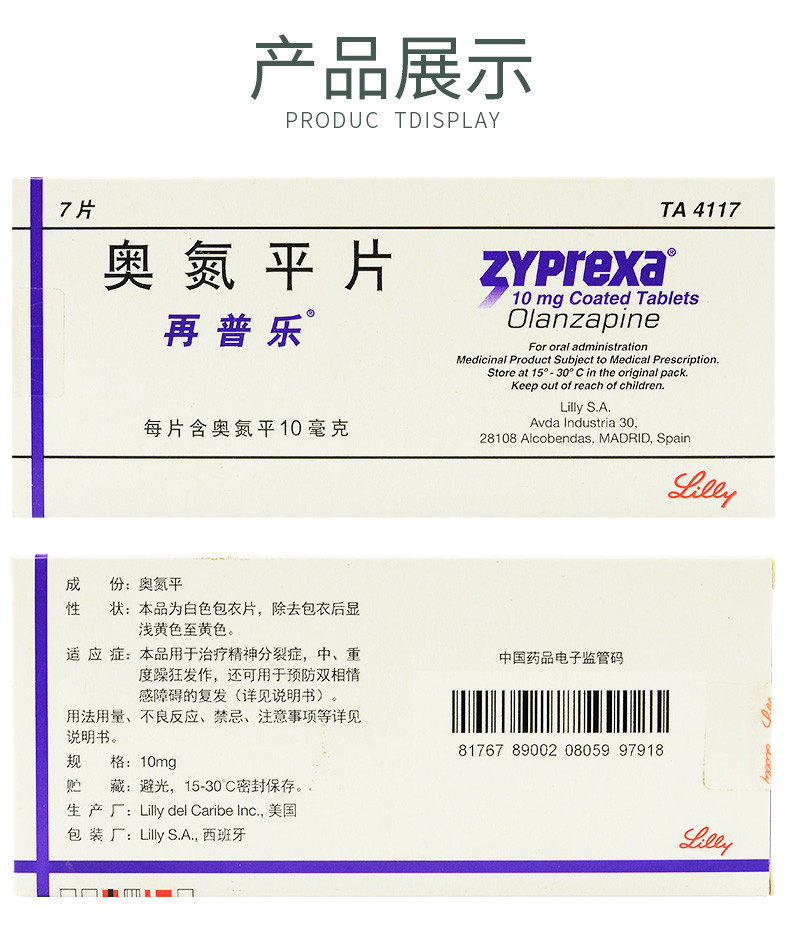 产品展示
PRODUC TDISPLAY
7片
TA 4117
奥氮平片
再普乐®
每片含奥氮平10毫克
ZYPREXA®
10 mg Coated Tablets
Olanzapine
For oral administration
Medicinal Product Subject to Medical Prescription.
Store at 15º - 30º C in the original pack.
Keep out of reach of children.
Lilly S.A.
Avda Industria 30,
28108 Alcobendas, MADRID, Spain
Lilly
成 份：奥氮平
性 状：本品为白色包衣片，除去包衣后显
浅黄色至黄色。
适 应 症：本品用于治疗精神分裂症，中、重
度躁狂发作，还可用于预防双相情
感障碍的复发（详见说明书）。
用法用量、不良反应、禁忌、注意事项等详见
说明书。
规 格：10mg
贮 藏：避光，15-30℃密封保存。
生 产 厂：Lilly del Caribe Inc., 美国
包 装 厂：Lilly S.A., 西班牙
中国药品电子监管码
81767 89002 08059 97918
Lilly